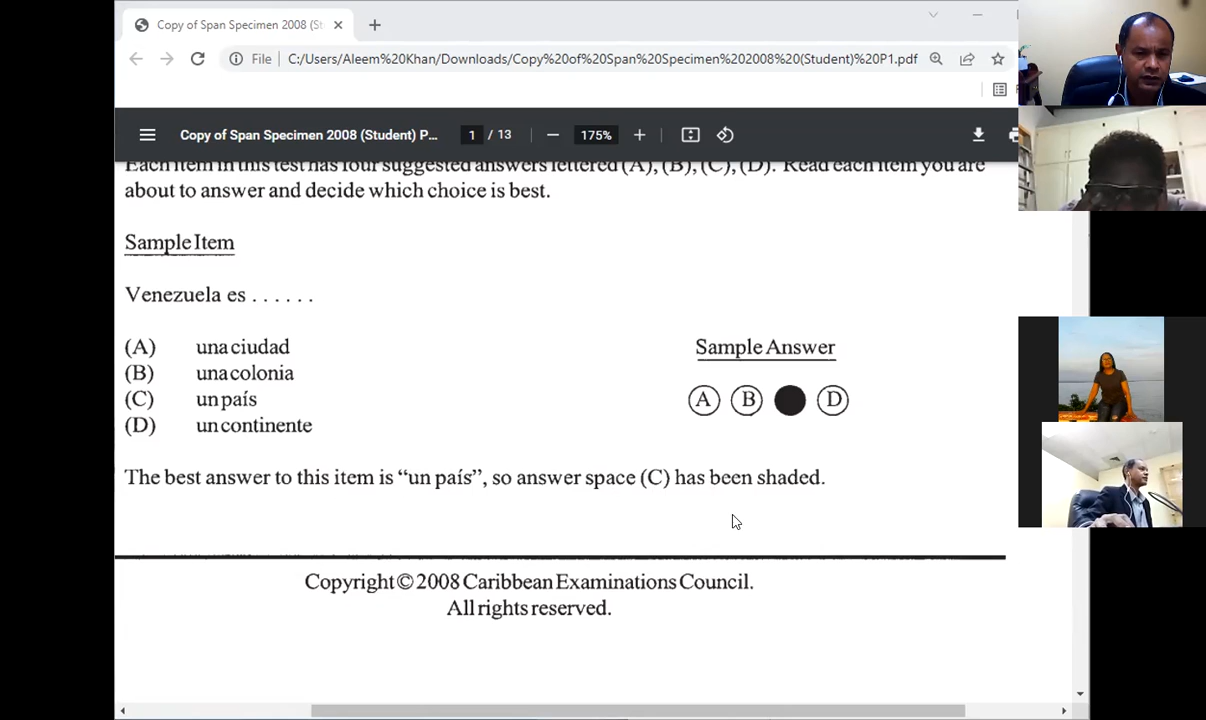 Copy of Span Specimen 2008 (St
File C:/Users/Aleem%20Khan/Downloads/Copy%20of%20Span%20Specimen%202008%20(Student)%20P1.pdf
Copy of Span Specimen 2008 (Student) P... 1 / 13 175%
Each item in this test has four suggested answers lettered (A), (B), (C), (D). Read each item you are
about to answer and decide which choice is best.
Sample Item
Venezuela es . . . . . .
(A) una ciudad
Sample Answer
(B) una colonia
(C) un país
A B D
(D) un continente
The best answer to this item is “un país”, so answer space (C) has been shaded.
Copyright © 2008 Caribbean Examinations Council.
All rights reserved.